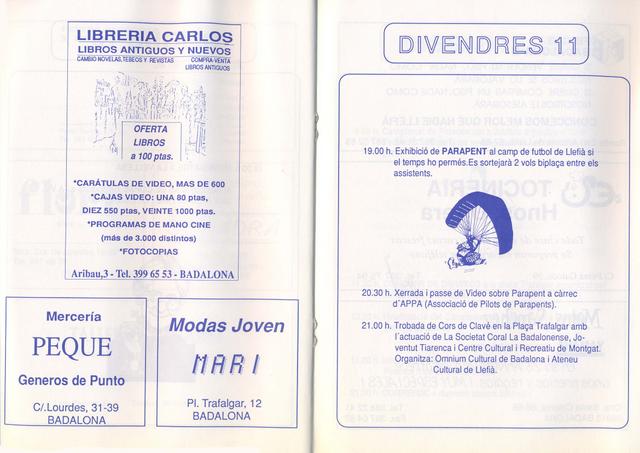 LIBRERIA CARLOS
LIBROS ANTIGUOS Y NUEVOS
CAMBIO NOVELAS,TEBEOS Y REVISTAS COMPRA-VENTA
LIBROS ANTIGUOS
OFERTA
LIBROS
a 100 ptas.
*CARÁTULAS DE VIDEO, MAS DE 600
*CAJAS VIDEO: UNA 80 ptas,
DIEZ 550 ptas, VEINTE 1000 ptas.
*PROGRAMAS DE MANO CINE
(más de 3.000 distintos)
*FOTOCOPIAS
Aribau,3 - Tel. 399 65 53 - BADALONA
Mercería
PEQUE
Generos de Punto
C/.Lourdes, 31-39
BADALONA
Modas Joven
MARI
Pl. Trafalgar, 12
BADALONA
DIVENDRES 11
19.00 h. Exhibició de PARAPENT al camp de futbol de Llefià si
el temps ho permés.Es sortejarà 2 vols biplaça entre els
assistents.
20.30 h. Xerrada i passe de Video sobre Parapent a càrrec
d´APPA (Associació de Pilots de Parapents).
21.00 h. Trobada de Cors de Clavè en la Plaça Trafalgar amb
l´actuació de La Societat Coral La Badalonense, Jo-
ventut Tiarenca i Centre Cultural i Recreatiu de Montgat.
Organitza: Omnium Cultural de Badalona i Ateneu
Cultural de Llefià.